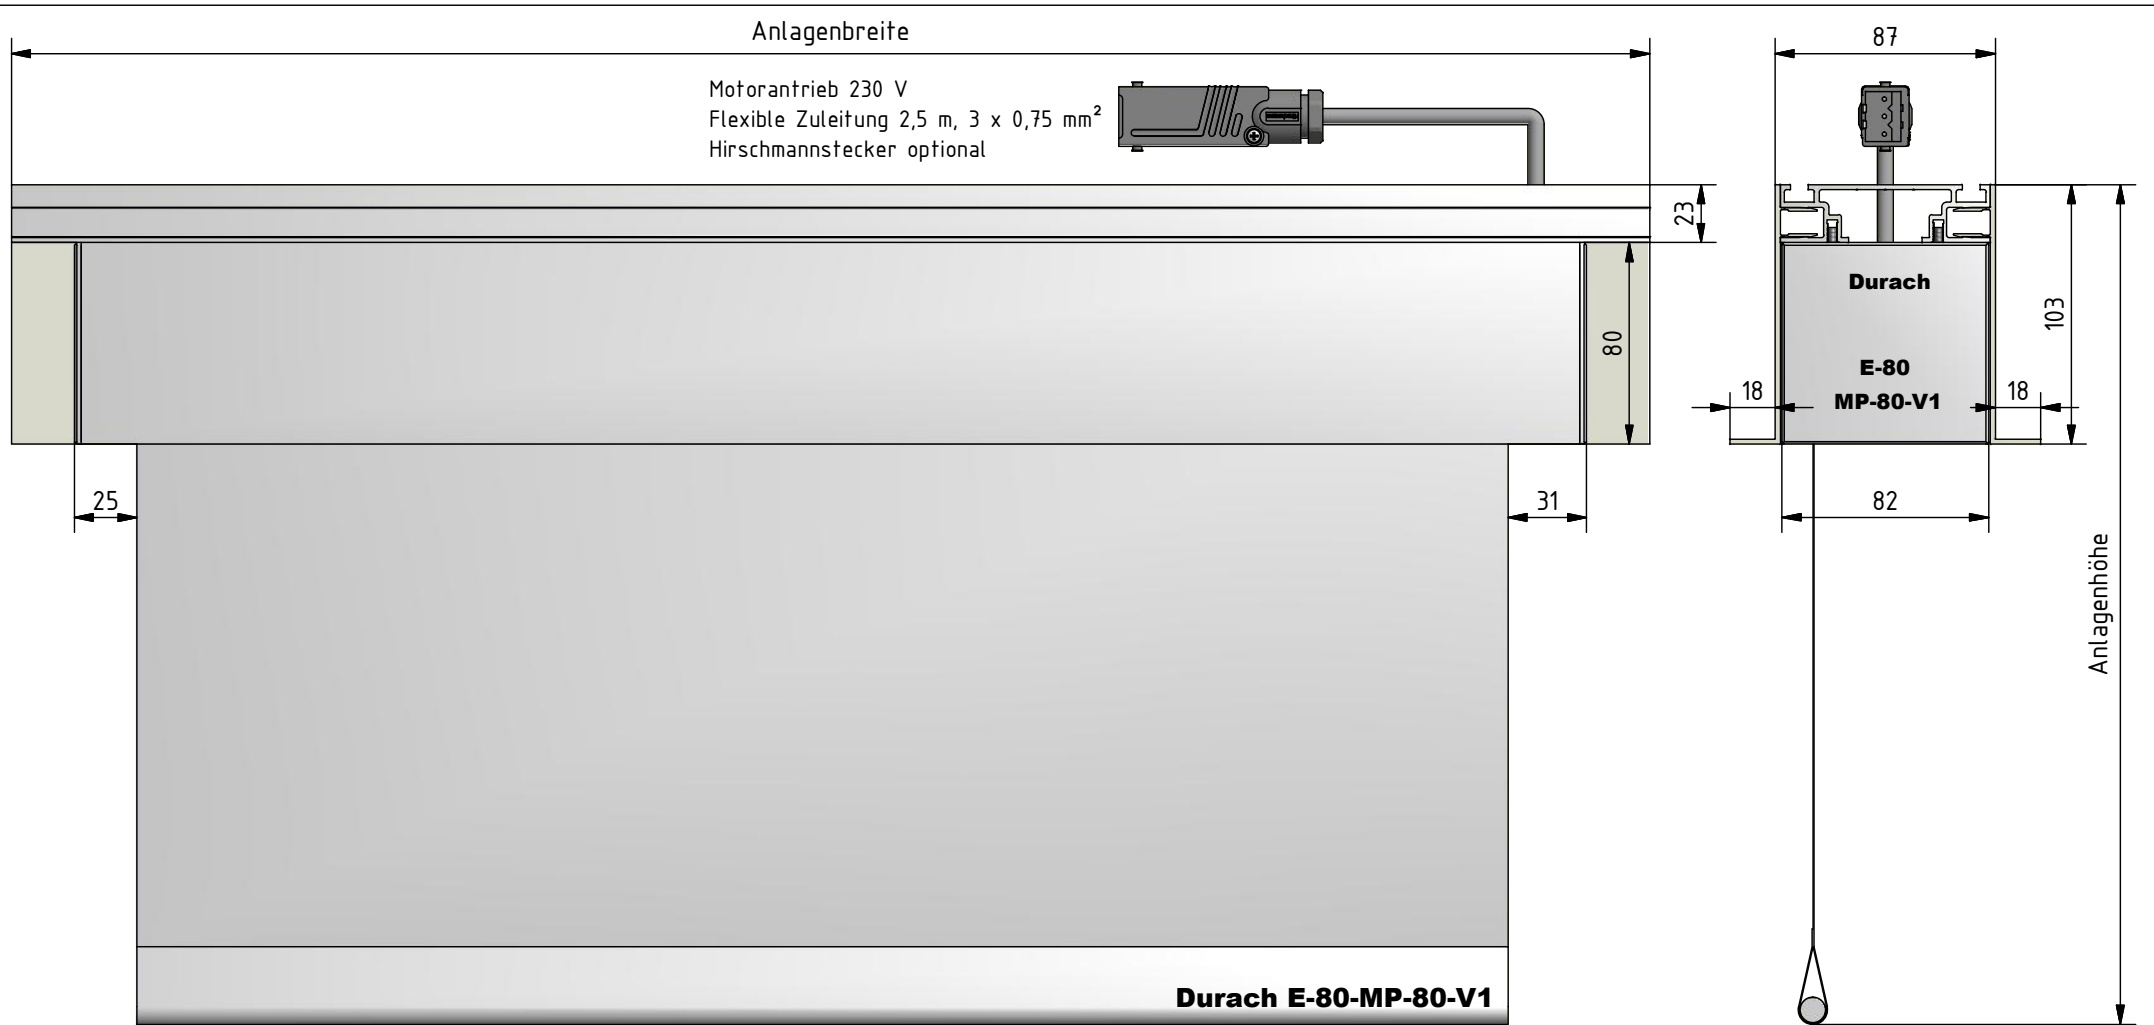 Anlagenbreite
87
Motorantrieb 230 V
Flexible Zuleitung 2,5 m, 3 x 0,75 mm²
Hirschmannstecker optional
23
Durach
80
103
E-80
18
MP-80-V1
18
25
31
82
Anlagenhöhe
Durach E-80-MP-80-V1